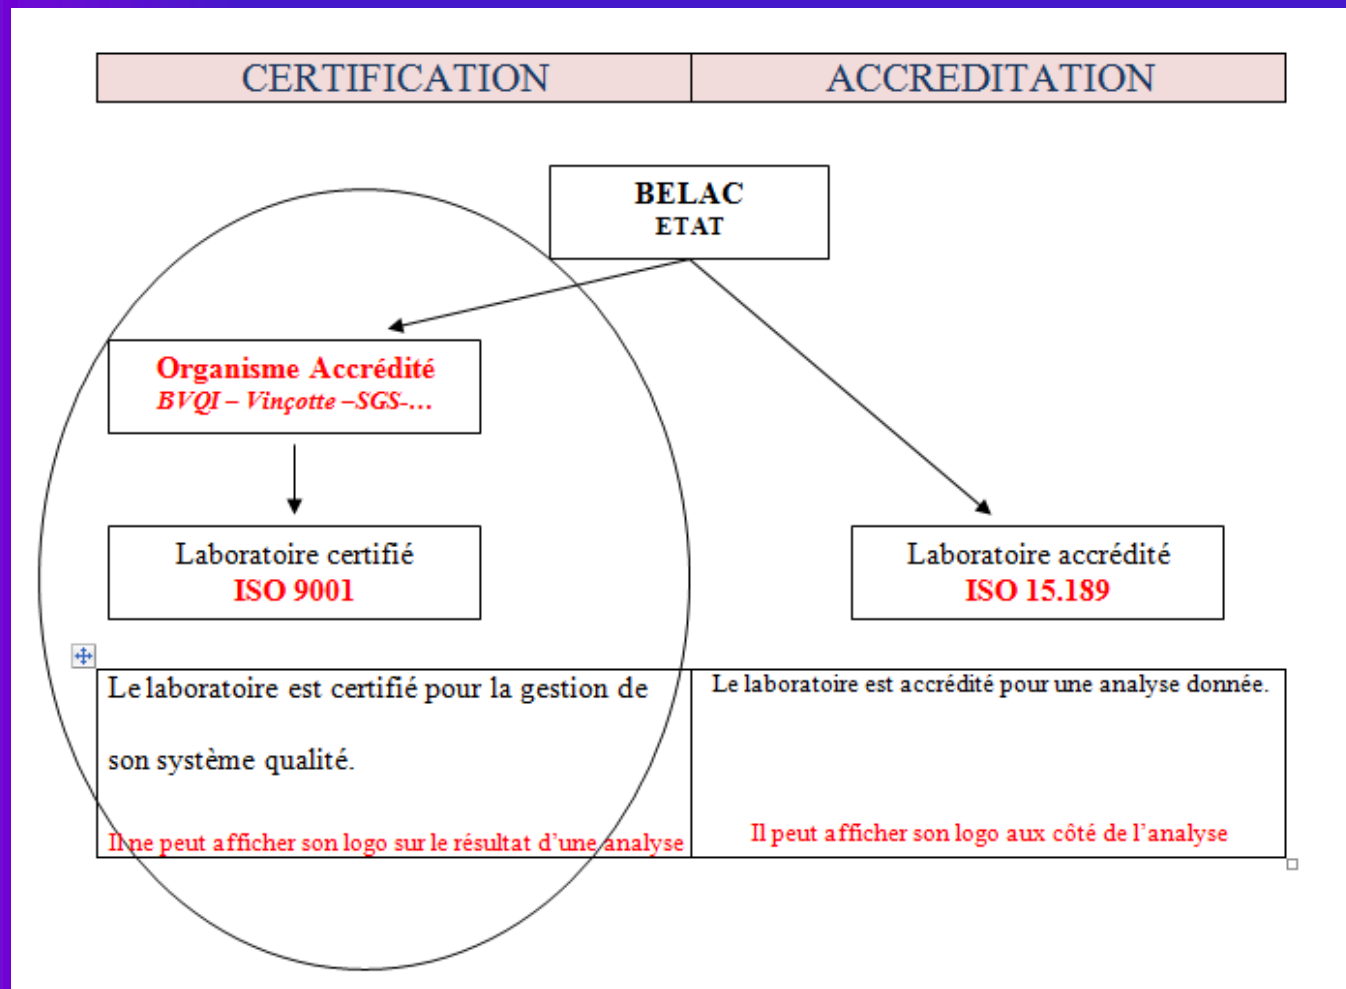 CERTIFICATION
ACCREDITATION
BELAC
ETAT
Organisme Accrédité
BVQI – Vinçotte –SGS-...
Laboratoire certifié
ISO 9001
Laboratoire accrédité
ISO 15.189
Le laboratoire est certifié pour la gestion de
son système qualité.
Il ne peut afficher son logo sur le résultat d’une analyse
Le laboratoire est accrédité pour une analyse donnée.
Il peut afficher son logo aux côté de l’analyse